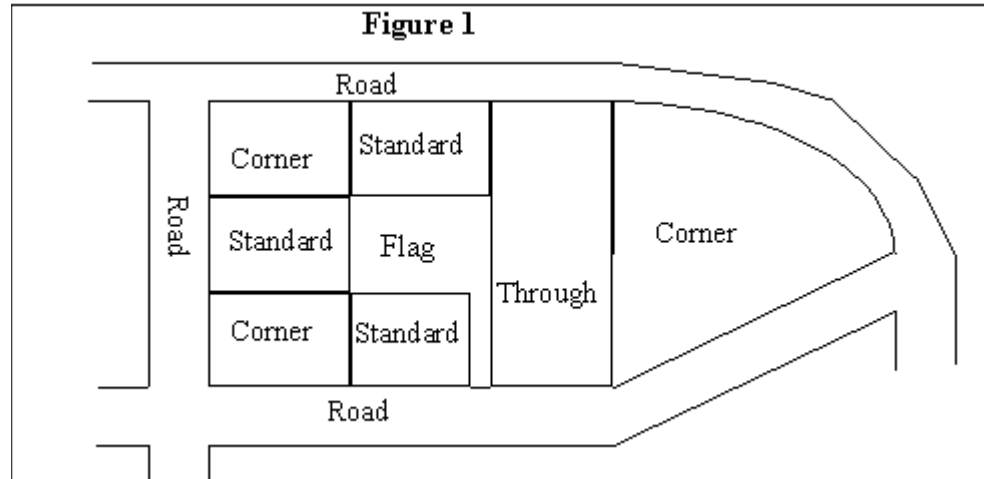 Figure 1
Road
Corner
Standard
Road
Standard
Flag
Corner
Through
Corner
Standard
Road